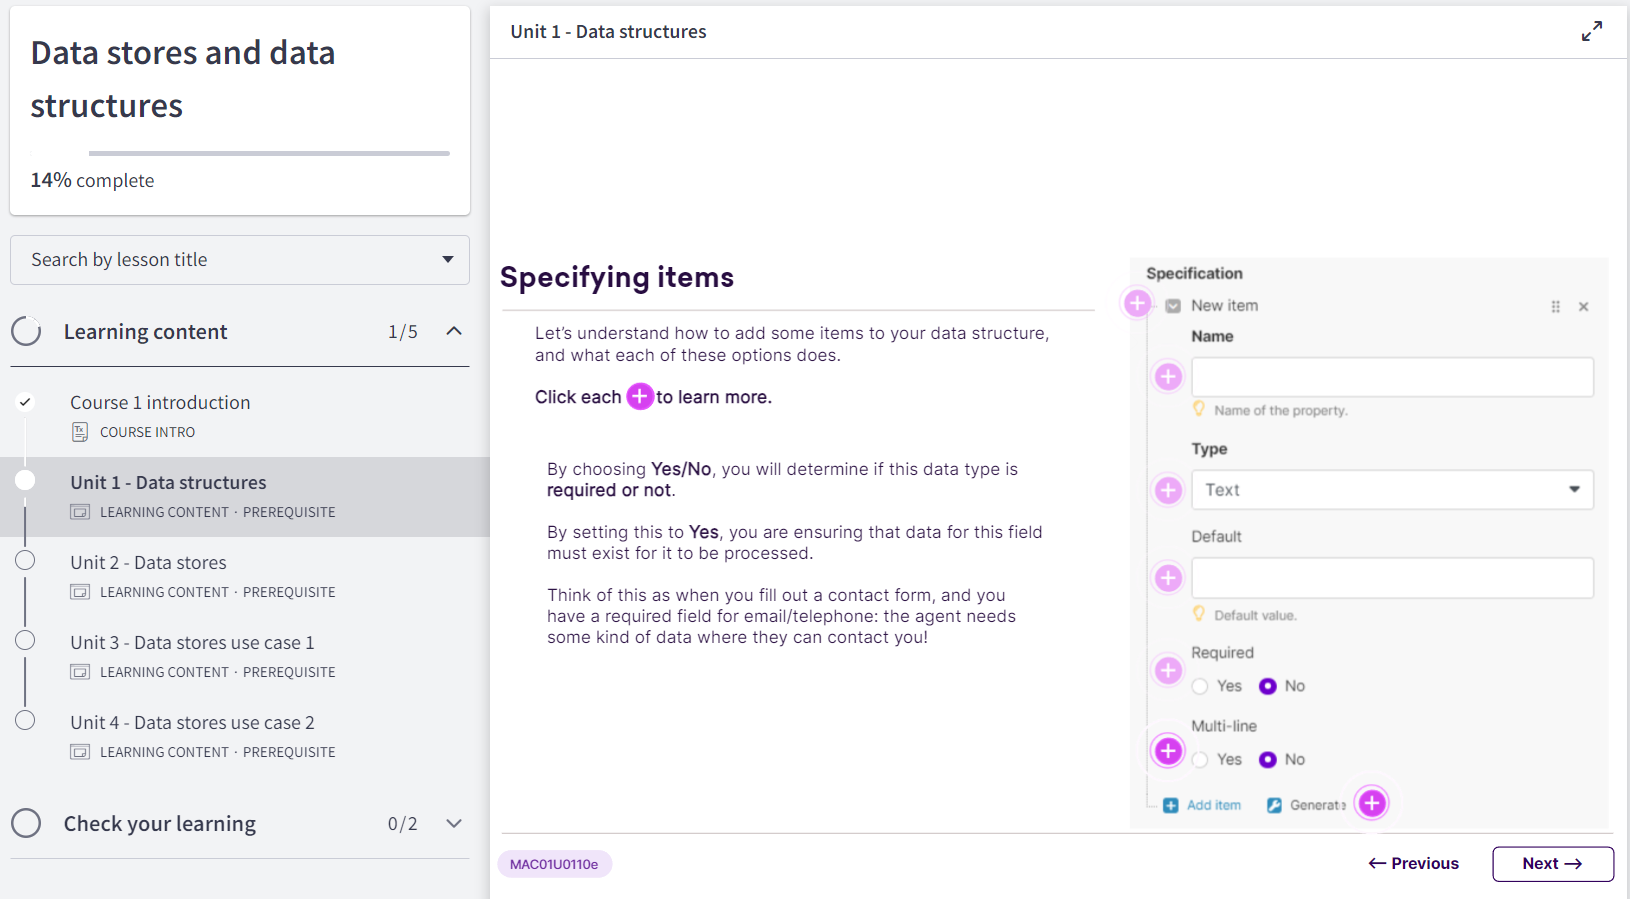 Data stores and data
structures
14% complete
Search by lesson title
Learning content 1/5
Course 1 introduction
COURSE INTRO
Unit 1 - Data structures
LEARNING CONTENT · PREREQUISITE
Unit 2 - Data stores
LEARNING CONTENT · PREREQUISITE
Unit 3 - Data stores use case 1
LEARNING CONTENT · PREREQUISITE
Unit 4 - Data stores use case 2
LEARNING CONTENT · PREREQUISITE
Check your learning 0/2
Unit 1 - Data structures
Specifying items
Let’s understand how to add some items to your data structure,
and what each of these options does.
Click each + to learn more.
By choosing Yes/No, you will determine if this data type is
required or not.
By setting this to Yes, you are ensuring that data for this field
must exist for it to be processed.
Think of this as when you fill out a contact form, and you
have a required field for email/telephone: the agent needs
some kind of data where they can contact you!
Specification
New item
Name
Name of the property.
Type
Text
Default
Default value.
Required
Yes No
Multi-line
Yes No
Add item Generate
MAC01U0110e
← Previous Next →